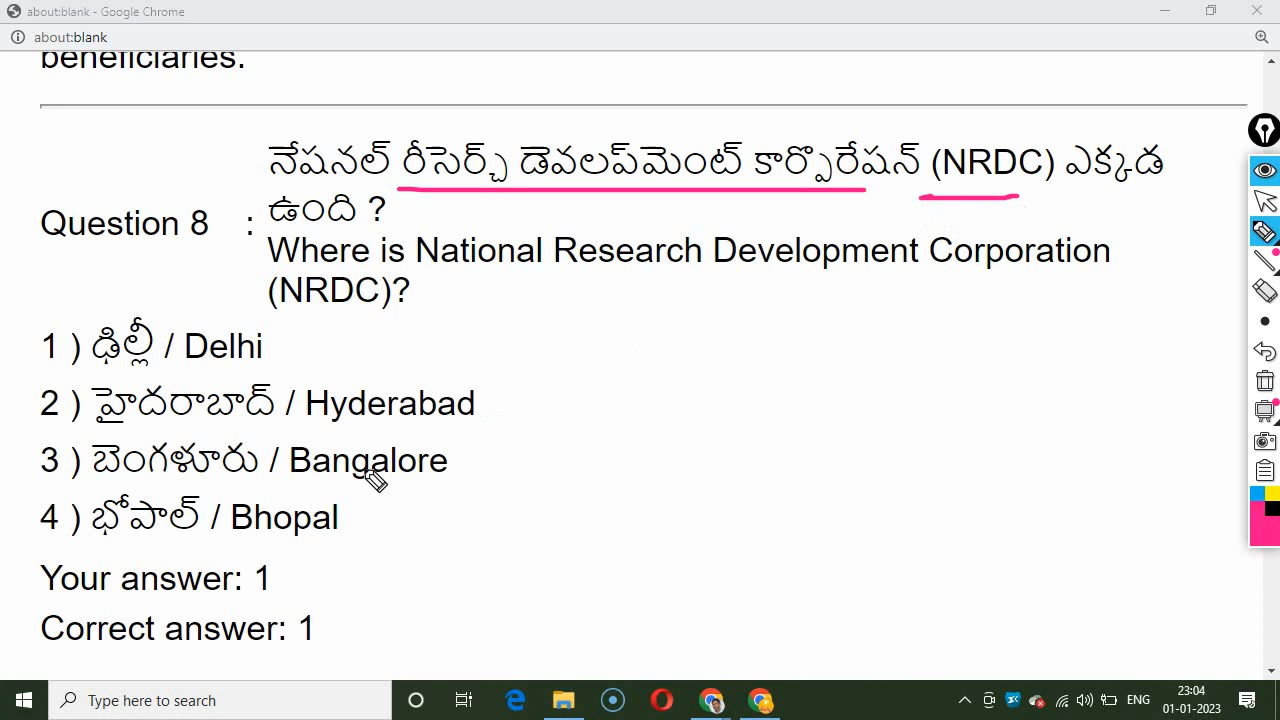 about:blank - Google Chrome
about:blank
beneficiaries.
నేషనల్ రీసెర్చ్ డెవలప్‌మెంట్ కార్పొరేషన్ (NRDC) ఎక్కడ
ఉంది ?
Question 8 :
Where is National Research Development Corporation
(NRDC)?
1 ) ఢిల్లీ / Delhi
2 ) హైదరాబాద్ / Hyderabad
3 ) బెంగళూరు / Bangalore
4 ) భోపాల్ / Bhopal
Your answer: 1
Correct answer: 1
Type here to search
ENG
23:04
01-01-2023